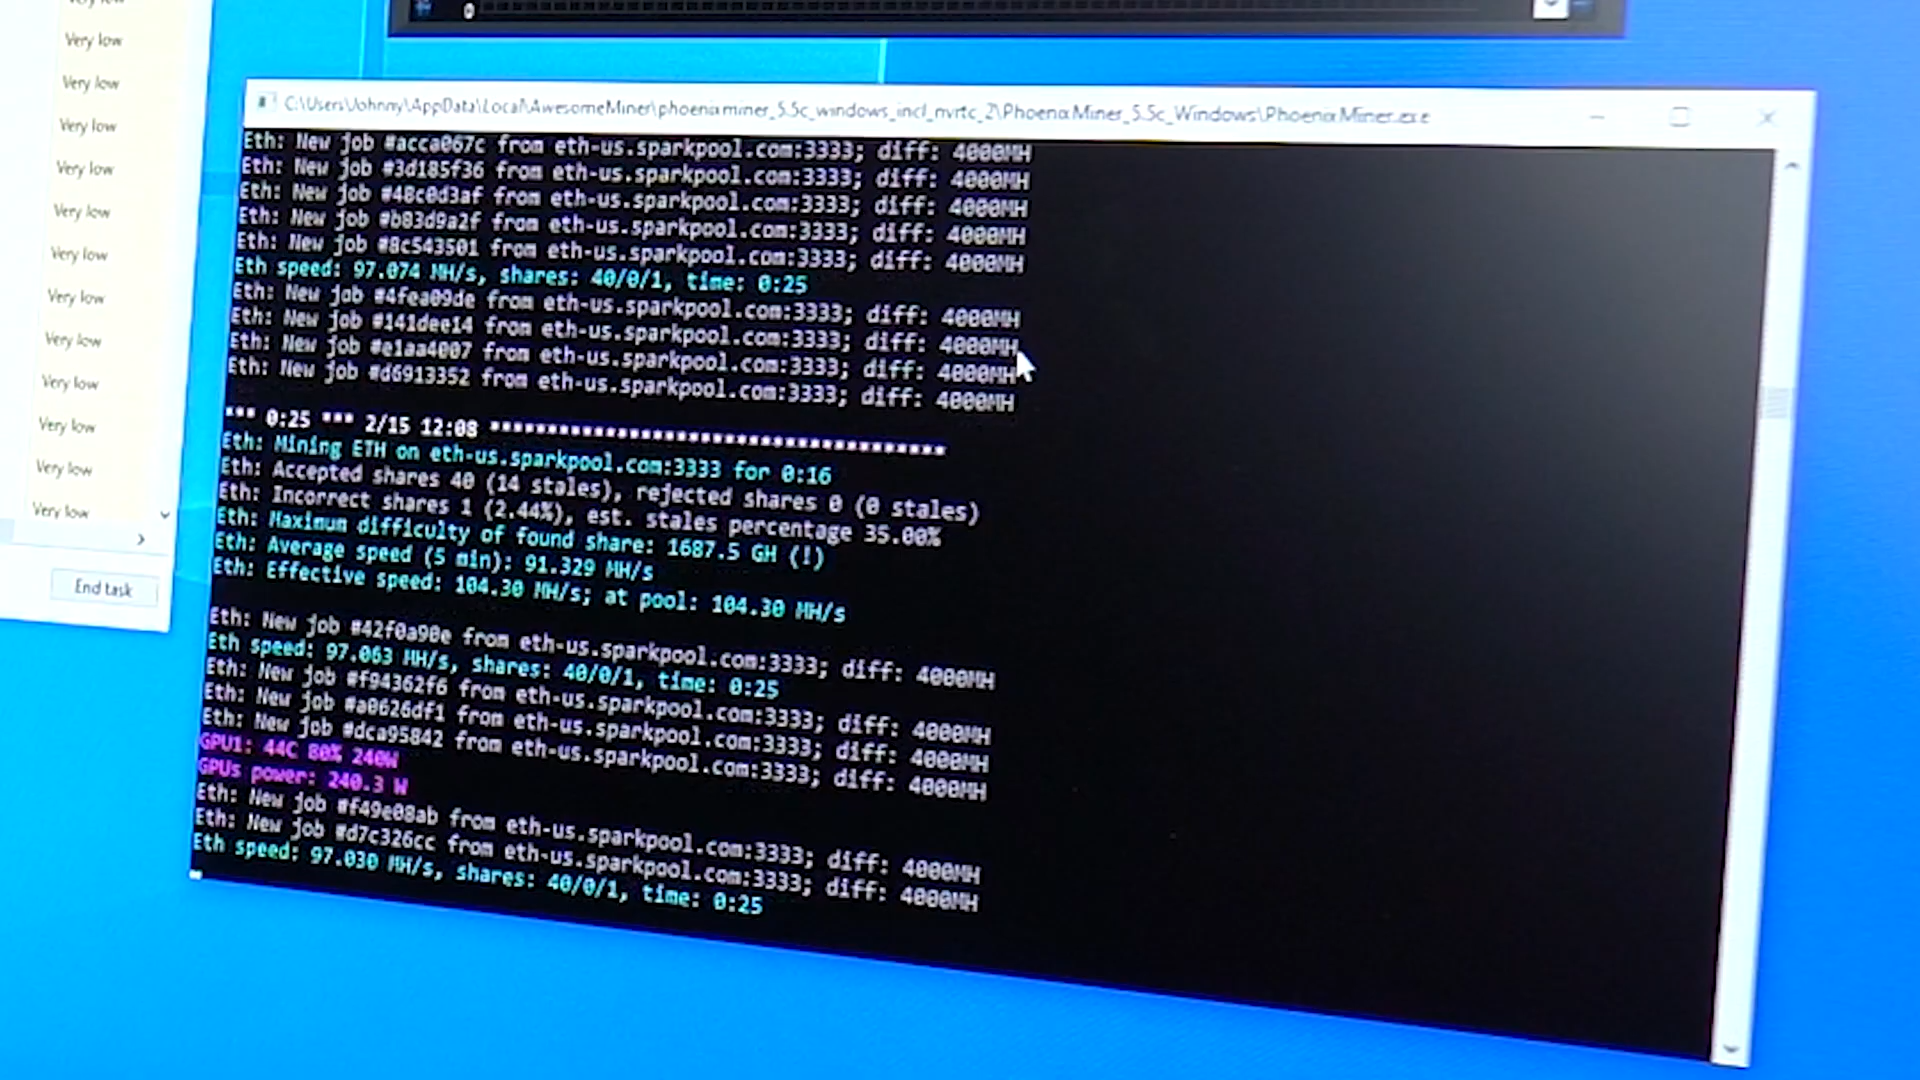 0
Very low
Very low
Very low
Very low
Very low
Very low
Very low
Very low
Very low
Very low
Very low
Very low
Very low
End task
C:\Users\Johnny\AppData\Local\AwesomeMiner\phoenixminer_5.5c_windows_incl_nvrtc_2\PhoenixMiner_5.5c_Windows\PhoenixMiner.exe
Eth: New job #acca067c from eth-us.sparkpool.com:3333; diff: 4000MH
Eth: New job #3d185f36 from eth-us.sparkpool.com:3333; diff: 4000MH
Eth: New job #48c0d3af from eth-us.sparkpool.com:3333; diff: 4000MH
Eth: New job #b83d9a2f from eth-us.sparkpool.com:3333; diff: 4000MH
Eth: New job #8c543501 from eth-us.sparkpool.com:3333; diff: 4000MH
Eth speed: 97.074 MH/s, shares: 40/0/1, time: 0:25
Eth: New job #4fea09de from eth-us.sparkpool.com:3333; diff: 4000MH
Eth: New job #141dee14 from eth-us.sparkpool.com:3333; diff: 4000MH
Eth: New job #e1aa4007 from eth-us.sparkpool.com:3333; diff: 4000MH
Eth: New job #d6913352 from eth-us.sparkpool.com:3333; diff: 4000MH
*** 0:25 *** 2/15 12:08 ****************************************
Eth: Mining ETH on eth-us.sparkpool.com:3333 for 0:16
Eth: Accepted shares 40 (14 stales), rejected shares 0 (0 stales)
Eth: Incorrect shares 1 (2.44%), est. stales percentage 35.00%
Eth: Maximum difficulty of found share: 1687.5 GH (!)
Eth: Average speed (5 min): 91.329 MH/s
Eth: Effective speed: 104.30 MH/s; at pool: 104.30 MH/s
Eth: New job #42f0a90e from eth-us.sparkpool.com:3333; diff: 4000MH
Eth speed: 97.063 MH/s, shares: 40/0/1, time: 0:25
Eth: New job #f94362f6 from eth-us.sparkpool.com:3333; diff: 4000MH
Eth: New job #a0626df1 from eth-us.sparkpool.com:3333; diff: 4000MH
Eth: New job #dca95842 from eth-us.sparkpool.com:3333; diff: 4000MH
GPU1: 44C 80% 240W
GPUs power: 240.3 W
Eth: New job #f49e08ab from eth-us.sparkpool.com:3333; diff: 4000MH
Eth: New job #d7c326cc from eth-us.sparkpool.com:3333; diff: 4000MH
Eth speed: 97.030 MH/s, shares: 40/0/1, time: 0:25